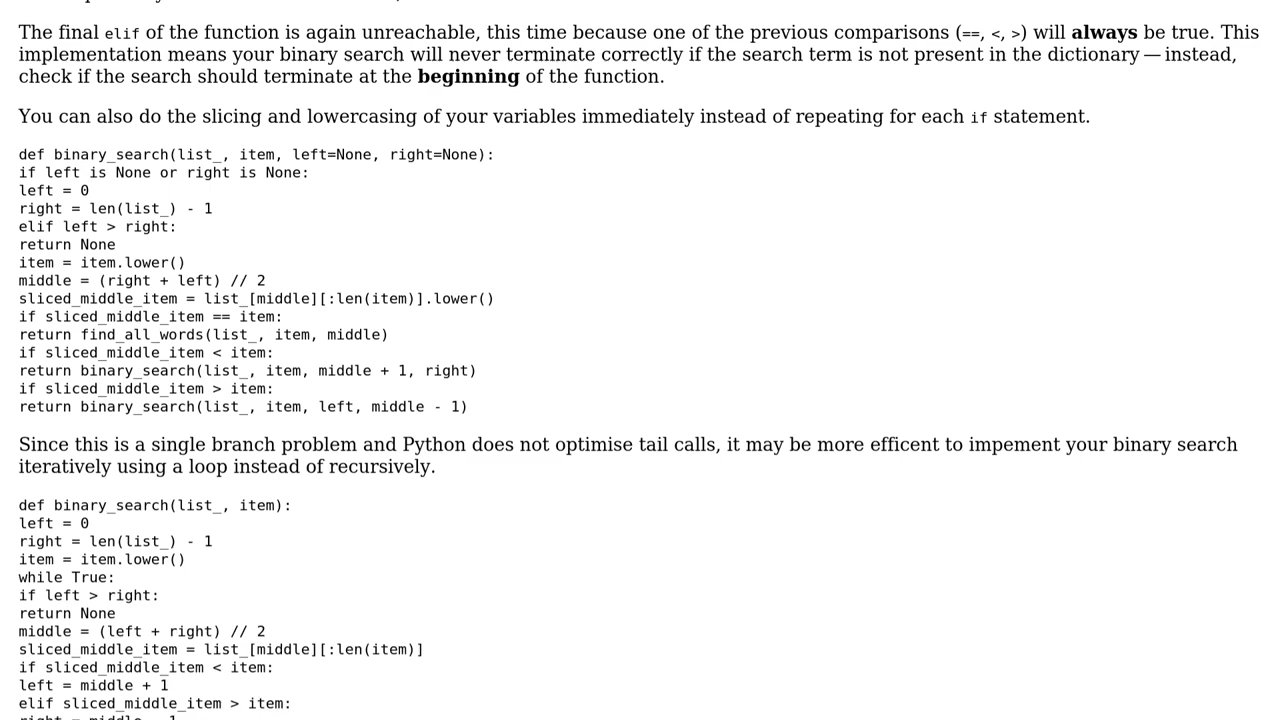 The final elif of the function is again unreachable, this time because one of the previous comparisons (==, <, >) will always be true. This
implementation means your binary search will never terminate correctly if the search term is not present in the dictionary — instead,
check if the search should terminate at the beginning of the function.
You can also do the slicing and lowercasing of your variables immediately instead of repeating for each if statement.
def binary_search(list_, item, left=None, right=None):
if left is None or right is None:
left = 0
right = len(list_) - 1
elif left > right:
return None
item = item.lower()
middle = (right + left) // 2
sliced_middle_item = list_[middle][:len(item)].lower()
if sliced_middle_item == item:
return find_all_words(list_, item, middle)
if sliced_middle_item < item:
return binary_search(list_, item, middle + 1, right)
if sliced_middle_item > item:
return binary_search(list_, item, left, middle - 1)
Since this is a single branch problem and Python does not optimise tail calls, it may be more efficent to impement your binary search
iteratively using a loop instead of recursively.
def binary_search(list_, item):
left = 0
right = len(list_) - 1
item = item.lower()
while True:
if left > right:
return None
middle = (left + right) // 2
sliced_middle_item = list_[middle][:len(item)]
if sliced_middle_item < item:
left = middle + 1
elif sliced_middle_item > item: